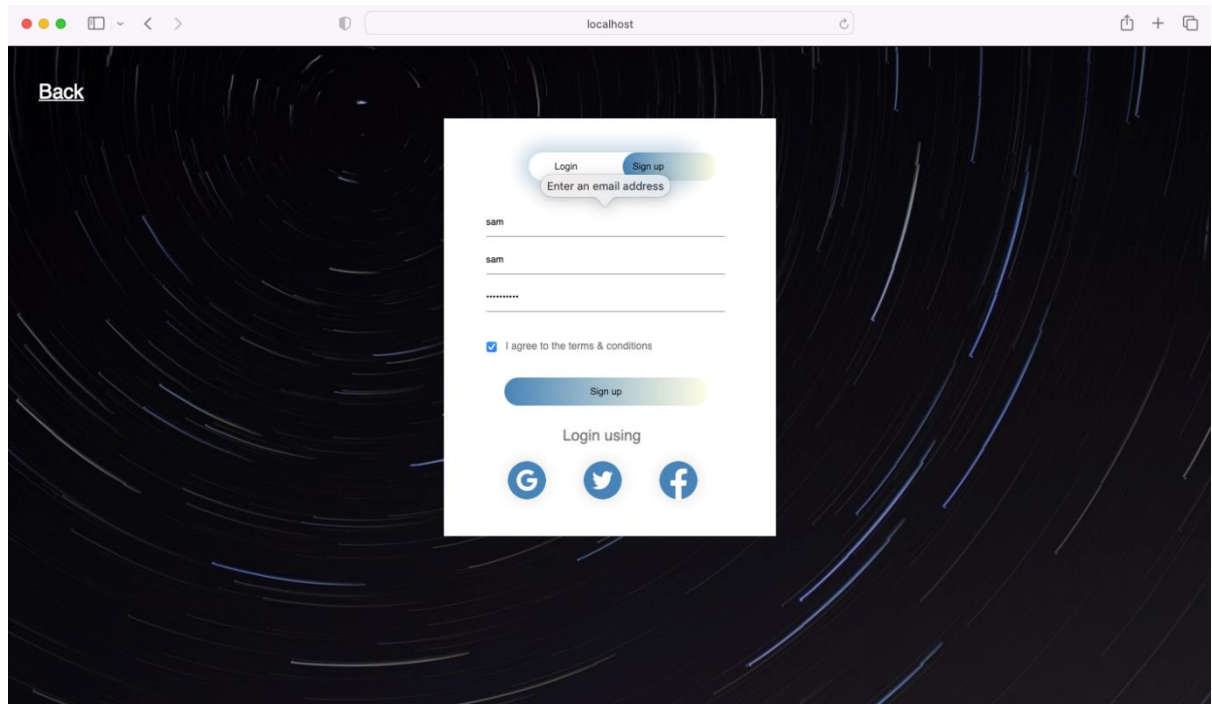 localhost
Back
Login Sign up
Enter an email address
sam
sam
••••••••••
I agree to the terms & conditions
Sign up
Login using